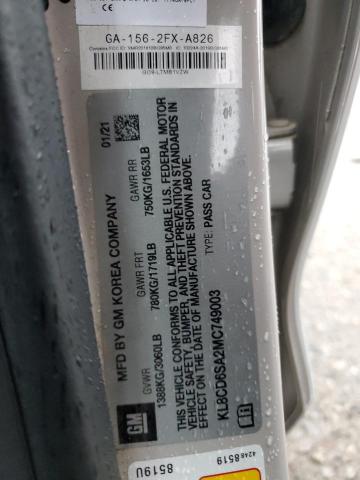 GA-156-2FX-A826
MFD BY GM KOREA COMPANY
01/21
GVWR
GAWR FRT
GAWR RR
1388KG/3060LB
780KG/1719LB
750KG/1653LB
THIS VEHICLE CONFORMS TO ALL APPLICABLE U.S. FEDERAL MOTOR
VEHICLE SAFETY, BUMPER, AND THEFT PREVENTION STANDARDS IN
EFFECT ON THE DATE OF MANUFACTURE SHOWN ABOVE.
KL8CD6SA2MC749003
TYPE: PASS CAR
GM
4248 8519
8519U